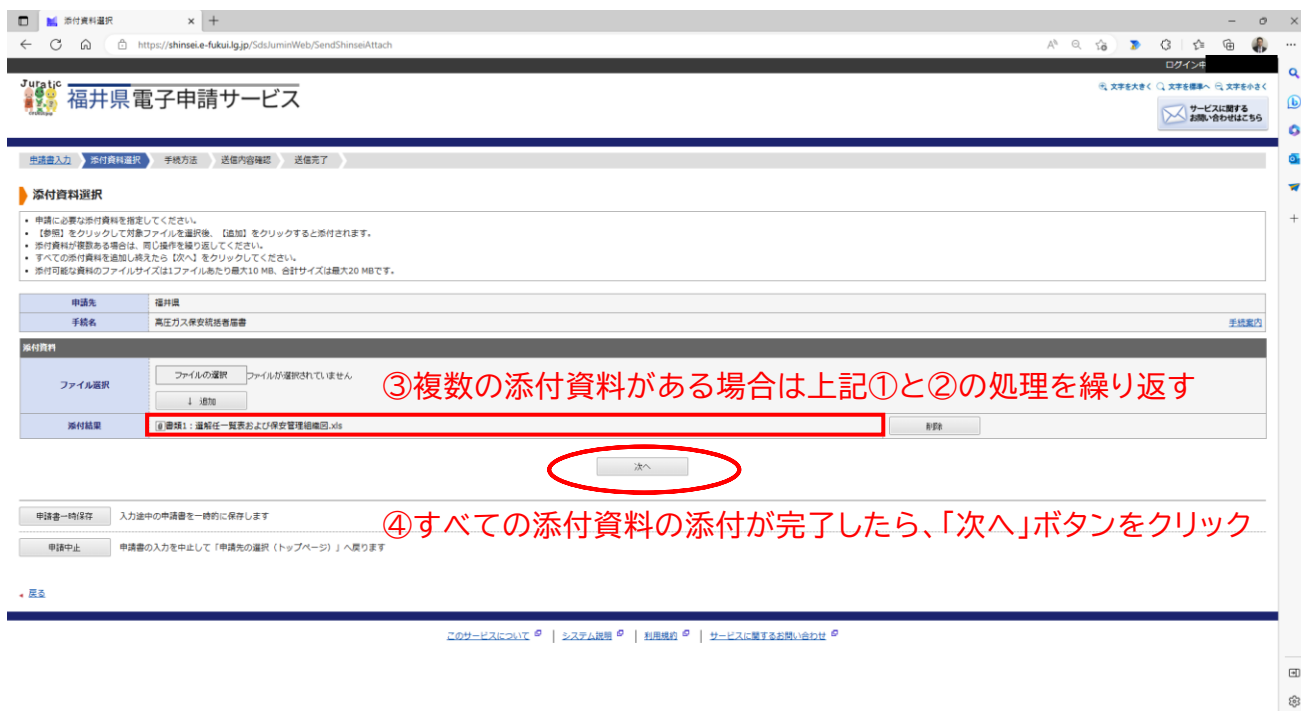 添付資料選択
https://shinsei.e-fukui.lg.jp/SdsJuminWeb/SendShinseiAttach
ログイン中
Juratic
福井県電子申請サービス
文字を大きく 文字を標準へ 文字を小さく
サービスに関する
お問い合わせはこちら
申請書入力 添付資料選択 手続方法 送信内容確認 送信完了
添付資料選択
・ 申請に必要な添付資料を指定してください。
・ 【参照】をクリックして対象ファイルを選択後、【追加】をクリックすると添付されます。
・ 添付資料が複数ある場合は、同じ操作を繰り返してください。
・ すべての添付資料を追加し終えたら【次へ】をクリックしてください。
・ 添付可能な資料のファイルサイズは1ファイルあたり最大10 MB、合計サイズは最大20 MBです。
申請先 福井県
手続名 高圧ガス保安統括者届書 手続案内
添付資料
ファイル選択 ファイルの選択 ファイルが選択されていません
↓ 追加
③複数の添付資料がある場合は上記①と②の処理を繰り返す
添付結果 書類1：選解任一覧表および保安管理組織図.xls 削除
次へ
申請書一時保存 入力途中の申請書を一時的に保存します
④すべての添付資料の添付が完了したら、「次へ」ボタンをクリック
申請中止 申請書の入力を中止して「申請先の選択（トップページ）」へ戻ります
戻る
このサービスについて | システム説明 | 利用規約 | サービスに関するお問い合わせ